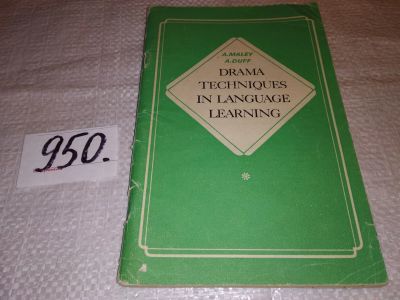 A. MALEY
A. DUFF
DRAMA
TECHNIQUES
IN LANGUAGE
LEARNING
950.